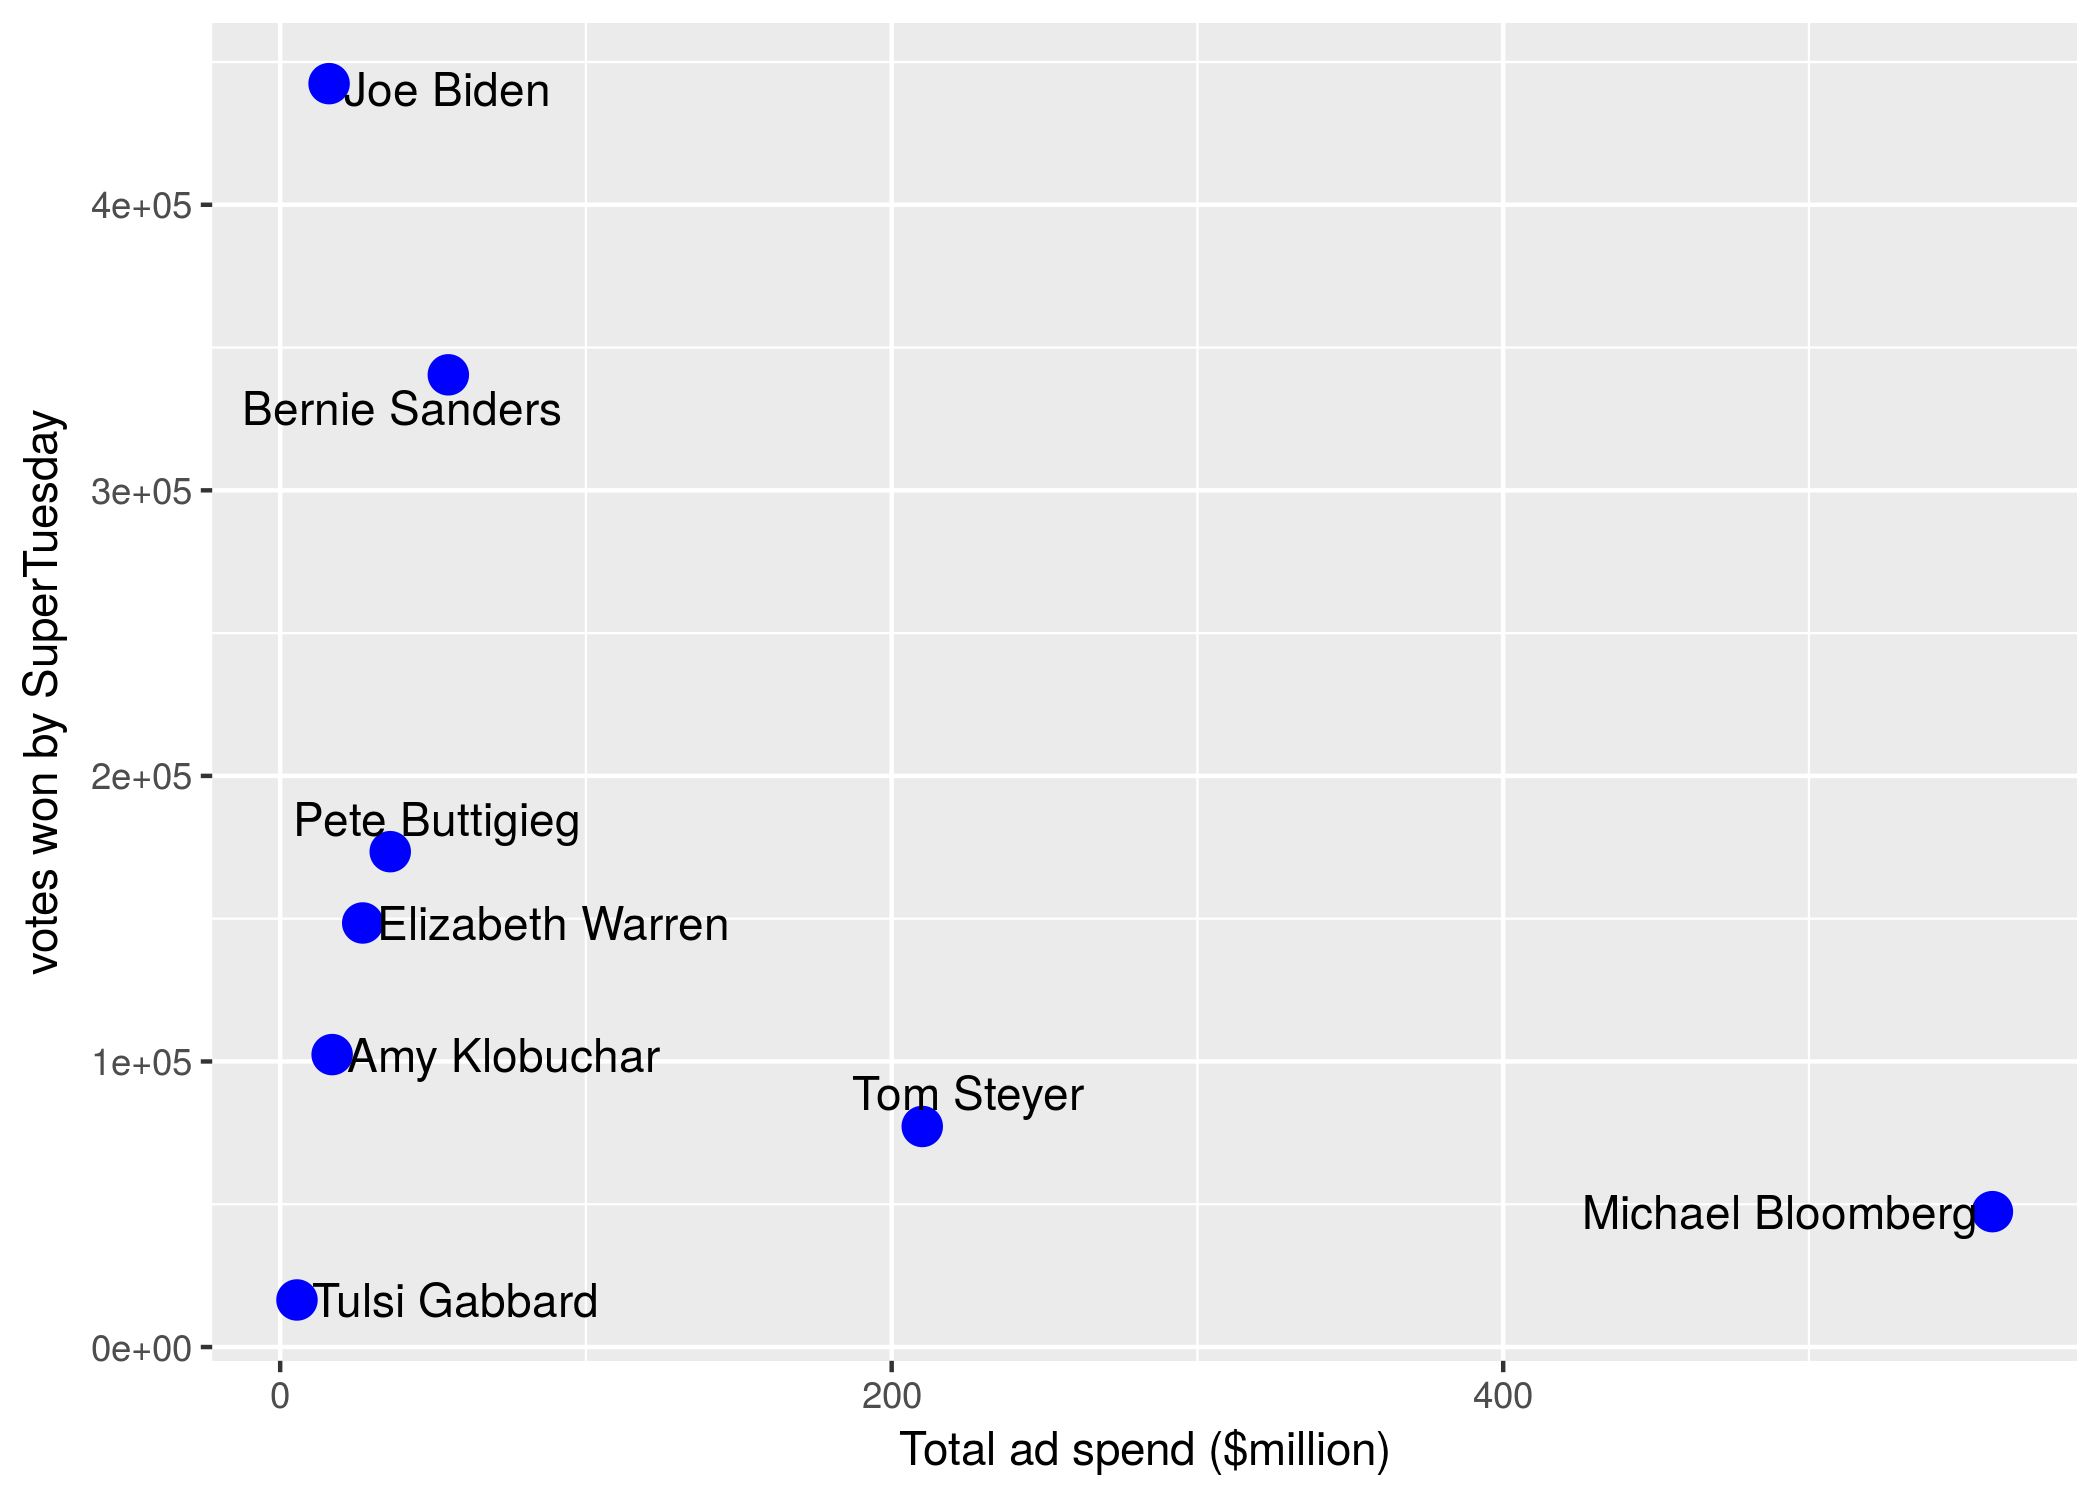 Joe Biden
4e+05
Bernie Sanders
3e+05
votes won by SuperTuesday
2e+05
Pete Buttigieg
Elizabeth Warren
1e+05
Amy Klobuchar
Tom Steyer
Michael Bloomberg
Tulsi Gabbard
0e+00
0
200
400
Total ad spend ($million)